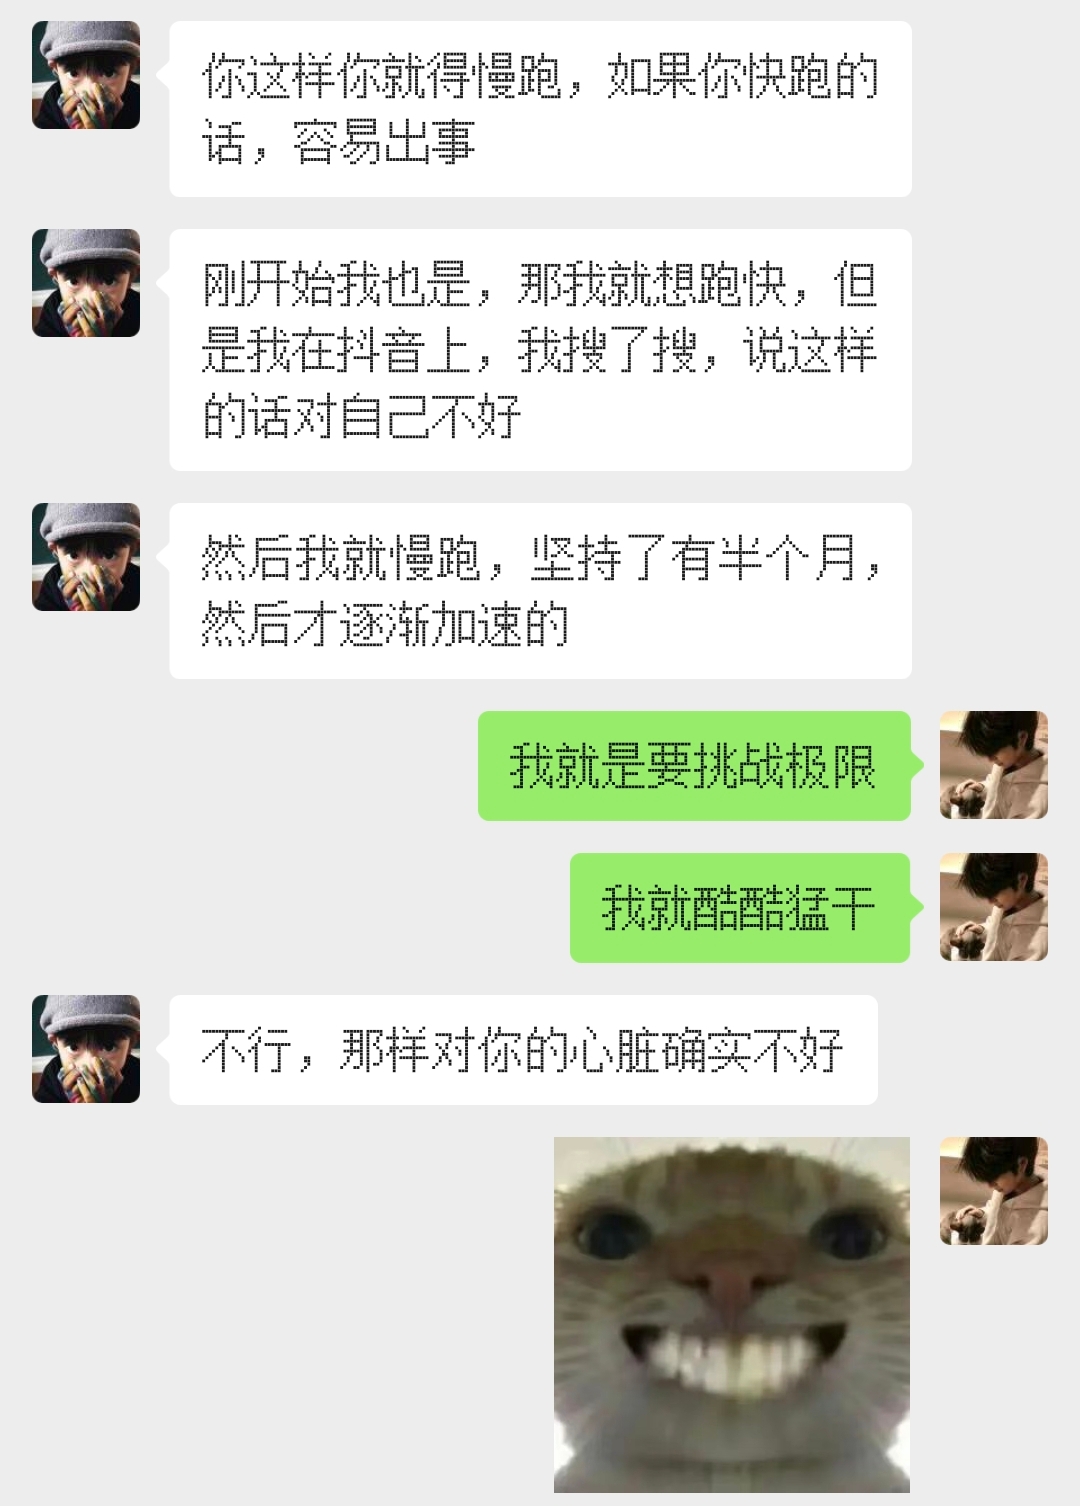 你这样你就得慢跑，如果你快跑的
话，容易出事
刚开始我也是，那我就想跑快，但
是我在抖音上，我搜了搜，说这样
的话对自己不好
然后我就慢跑，坚持了有半个月，
然后才逐渐加速的
我就是要挑战极限
我就酷酷猛干
不行，那样对你的心脏确实不好